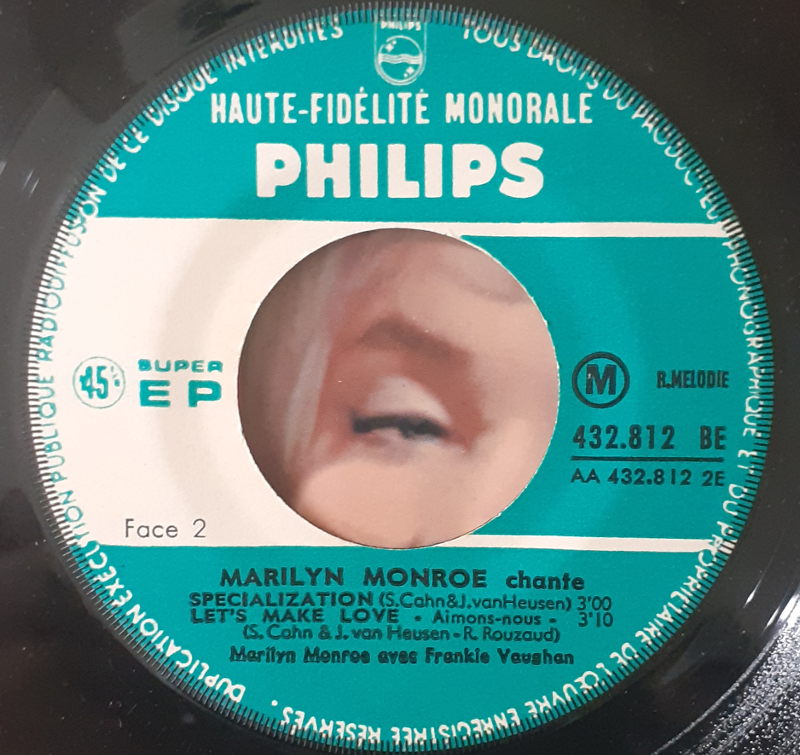 TOUS DROITS DU PRODUCTEUR PHONOGRAPHIQUE ET DU PROPRIETAIRE DE L'ŒUVRE ENREGISTREE RESERVES. DUPLICATION EXECUTION PUBLIQUE RADIODIFFUSION DE CE DISQUE INTERDITES
PHILIPS
HAUTE-FIDÉLITÉ MONORALE
PHILIPS
45 SUPER
EP
M R.MELODIE
432.812 BE
AA 432.812 2E
Face 2
MARILYN MONROE chante
SPECIALIZATION (S.Cahn & J.vanHeusen) 3'00
LET'S MAKE LOVE - Aimons-nous - 3'10
(S. Cahn & J. van Heusen - R. Rouzaud)
Marilyn Monroe avec Frankie Vaughan